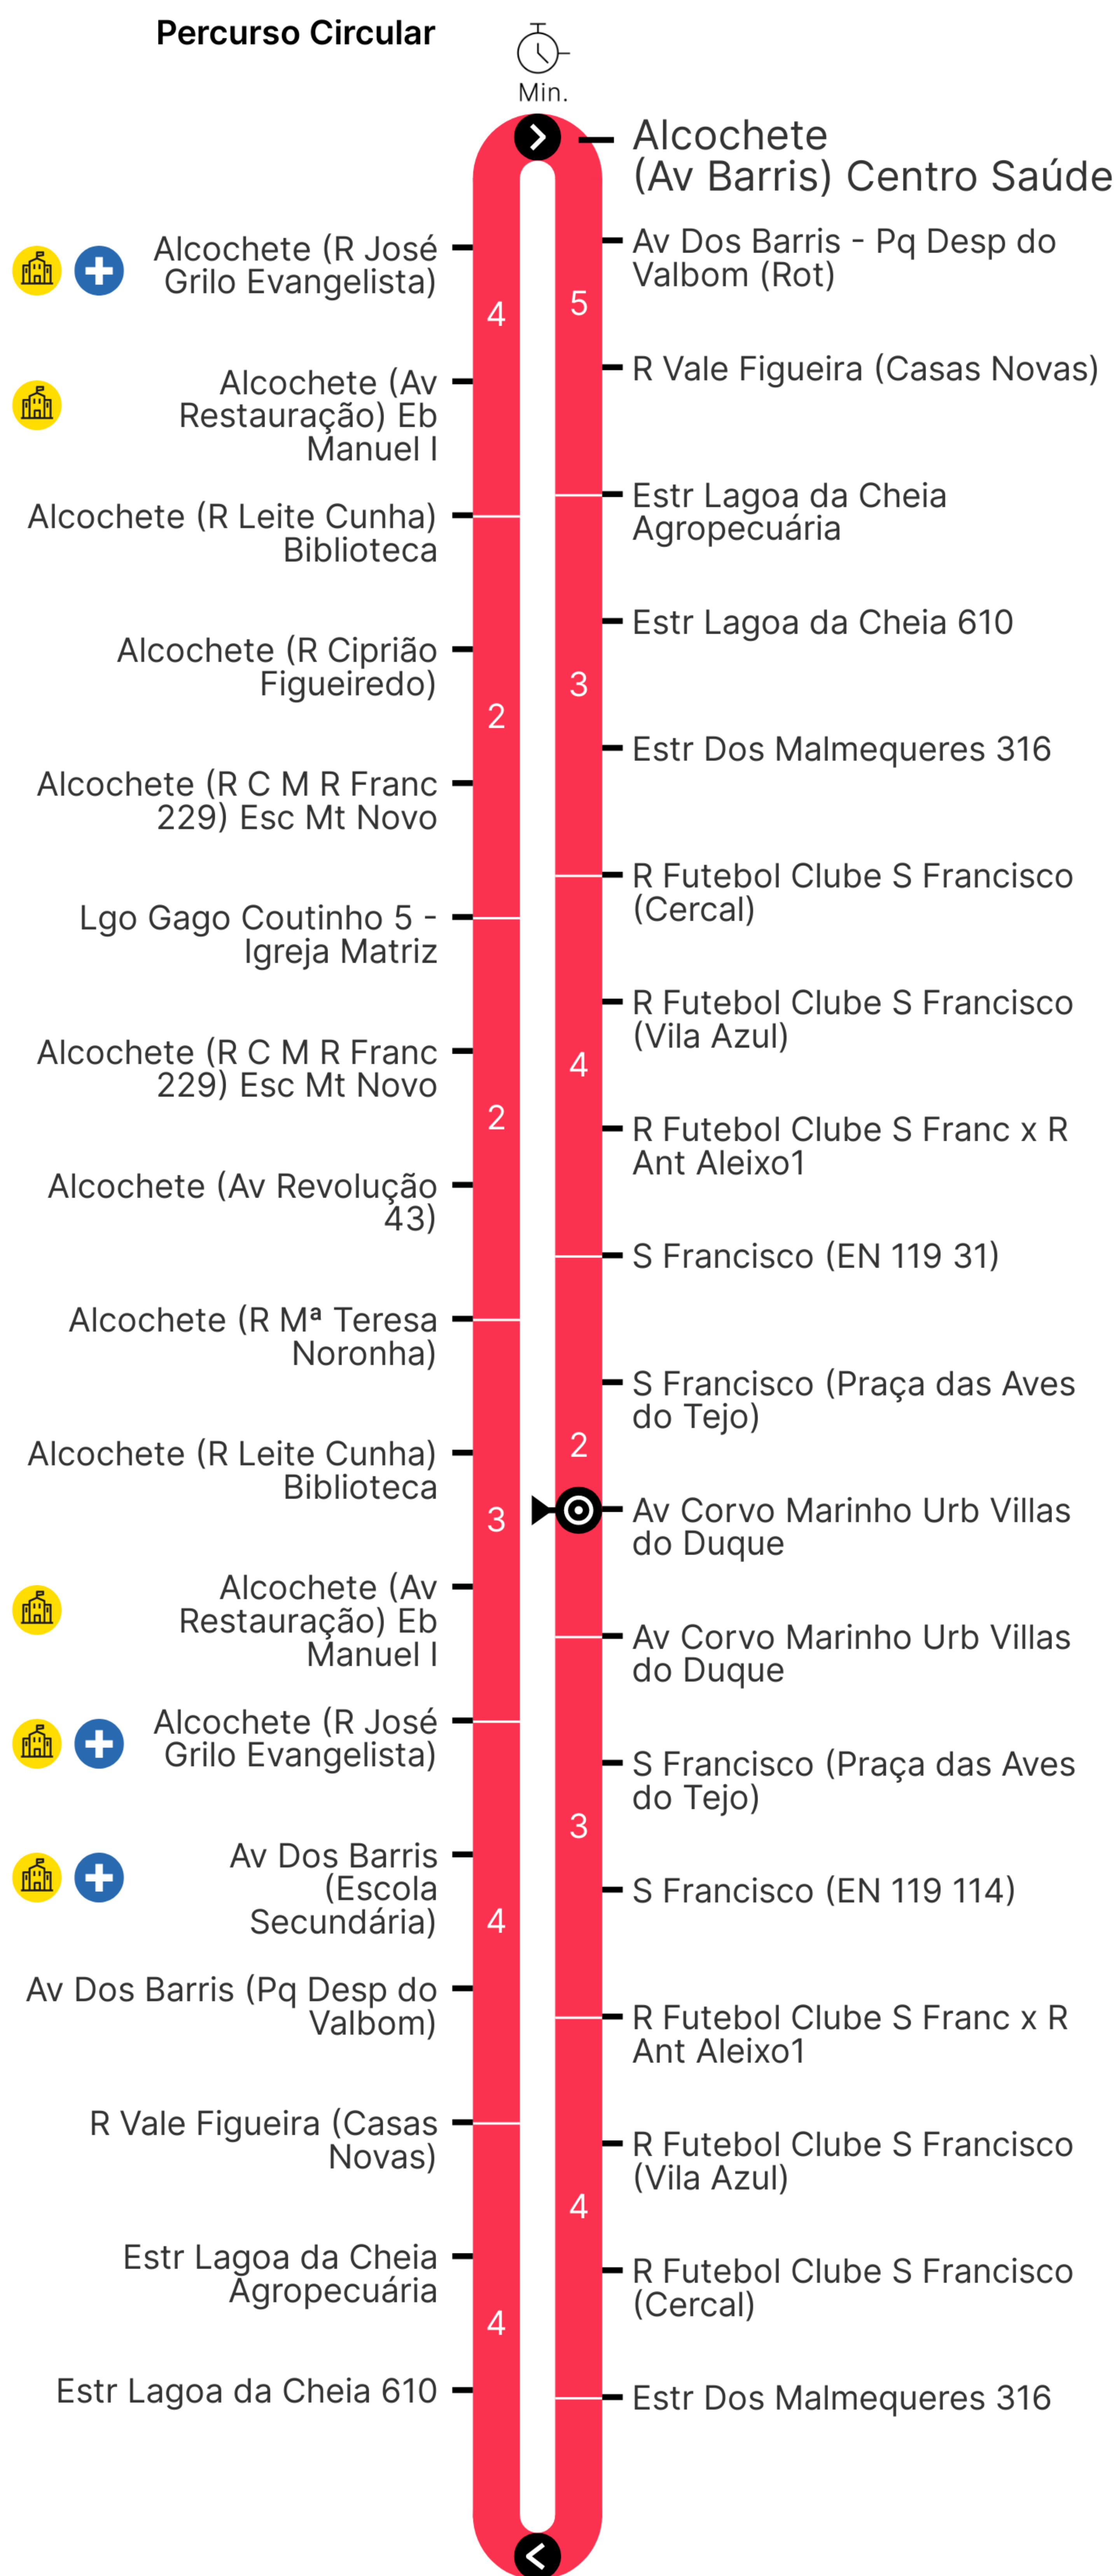 Percurso Circular
Min.
Alcochete
(Av Barris) Centro Saúde
Av Dos Barris - Pq Desp do
Valbom (Rot)
5
R Vale Figueira (Casas Novas)
Estr Lagoa da Cheia
Agropecuária
Estr Lagoa da Cheia 610
3
Estr Dos Malmequeres 316
R Futebol Clube S Francisco
(Cercal)
R Futebol Clube S Francisco
(Vila Azul)
4
R Futebol Clube S Franc x R
Ant Aleixo1
S Francisco (EN 119 31)
S Francisco (Praça das Aves
do Tejo)
2
Av Corvo Marinho Urb Villas
do Duque
Av Corvo Marinho Urb Villas
do Duque
S Francisco (Praça das Aves
do Tejo)
3
S Francisco (EN 119 114)
R Futebol Clube S Franc x R
Ant Aleixo1
R Futebol Clube S Francisco
(Vila Azul)
4
R Futebol Clube S Francisco
(Cercal)
Estr Dos Malmequeres 316
Alcochete (R José
Grilo Evangelista)
4
Alcochete (Av
Restauração) Eb
Manuel I
Alcochete (R Leite Cunha)
Biblioteca
Alcochete (R Ciprião
Figueiredo)
2
Alcochete (R C M R Franc
229) Esc Mt Novo
Lgo Gago Coutinho 5 -
Igreja Matriz
Alcochete (R C M R Franc
229) Esc Mt Novo
2
Alcochete (Av Revolução
43)
Alcochete (R Mª Teresa
Noronha)
Alcochete (R Leite Cunha)
Biblioteca
3
Alcochete (Av
Restauração) Eb
Manuel I
Alcochete (R José
Grilo Evangelista)
Av Dos Barris
(Escola
Secundária)
4
Av Dos Barris (Pq Desp do
Valbom)
R Vale Figueira (Casas
Novas)
Estr Lagoa da Cheia
Agropecuária
4
Estr Lagoa da Cheia 610